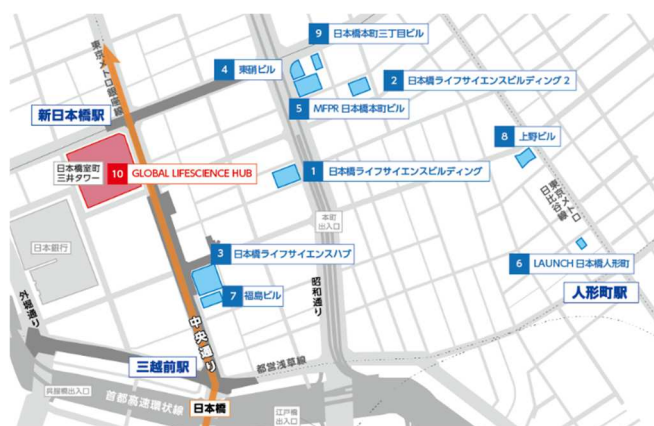 9 日本橋本町三丁目ビル
4 東硝ビル
2 日本橋ライフサイエンスビルディング 2
5 MFPR 日本橋本町ビル
新日本橋駅
8 上野ビル
日本橋室町
三井タワー
10 GLOBAL LIFESCIENCE HUB
1 日本橋ライフサイエンスビルディング
東京メトロ
日比谷線
本町
出入口
日本銀行
3 日本橋ライフサイエンスハブ
6 LAUNCH 日本橋人形町
7 福島ビル
昭和通り
人形町駅
外堀通り
中央通り
三越前駅
都営浅草線
呉服橋出入口
首都高速環状線
日本橋
江戸橋
出入口